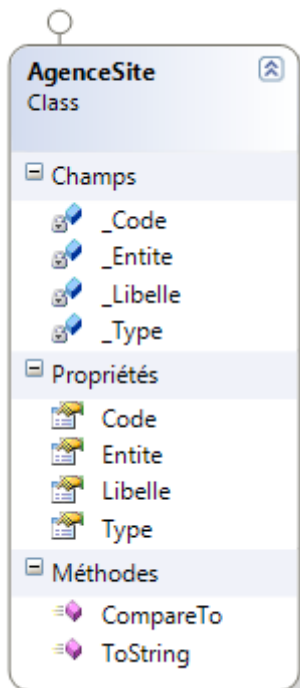 AgenceSite
Class
Champs
_Code
_Entite
_Libelle
_Type
Propriétés
Code
Entite
Libelle
Type
Méthodes
CompareTo
ToString